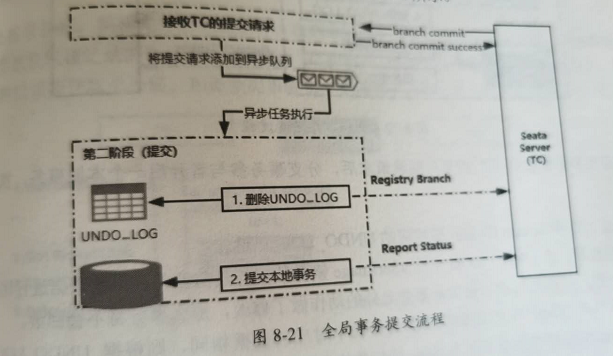 接收TC的提交请求
branch commit
branch commit success
将提交请求添加到异步队列
异步任务执行
Seata
Server
(TC)
第二阶段 (提交)
1. 删除UNDO_LOG
Registry Branch
UNDO_LOG
Report Status
2. 提交本地事务
图 8-21 全局事务提交流程